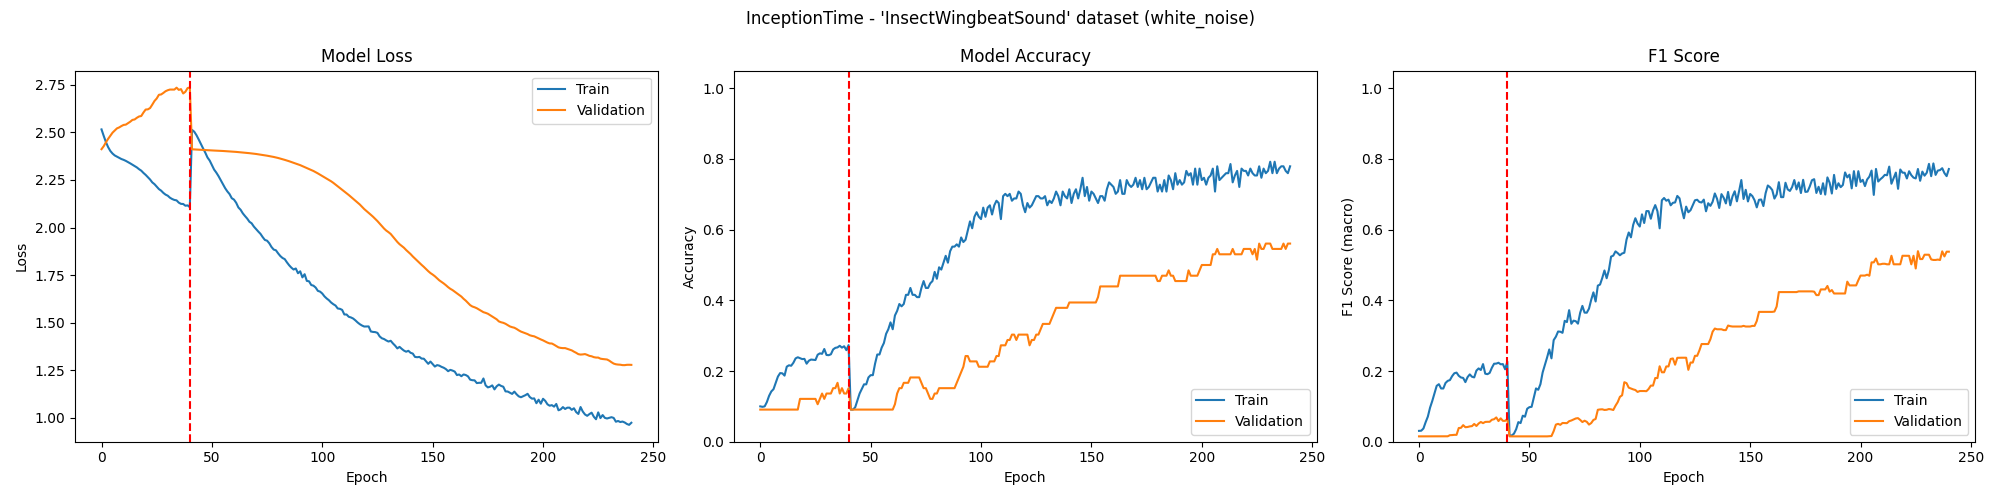 InceptionTime - 'InsectWingbeatSound' dataset (white_noise)
Model Loss
2.75
2.50
2.25
2.00
1.75
1.50
1.25
1.00
Loss
0
50
100
150
200
250
Epoch
Train
Validation
Model Accuracy
1.0
0.8
0.6
0.4
0.2
0.0
Accuracy
0
50
100
150
200
250
Epoch
Train
Validation
F1 Score
1.0
0.8
0.6
0.4
0.2
0.0
F1 Score (macro)
0
50
100
150
200
250
Epoch
Train
Validation